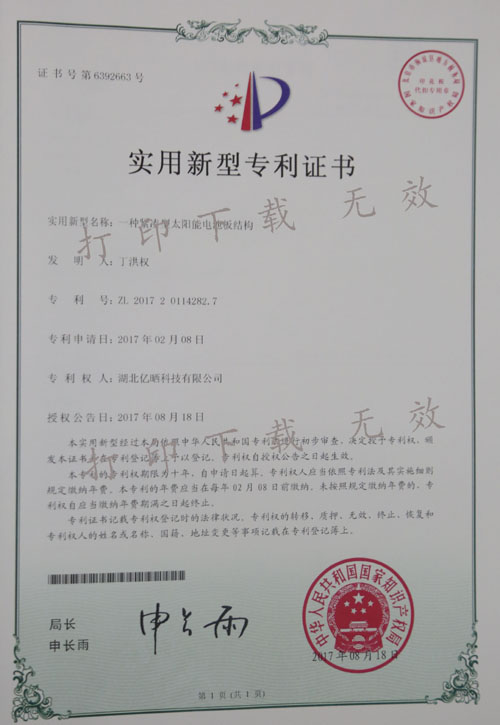 证书号第6392663号
实用新型专利证书
实用新型名称:一种紧凑型太阳能电池板结构
发 明 人:丁洪权
专 利 号:ZL 2017 2 0114282.7
专利申请日:2017年02月08日
专 利 权 人:湖北亿晒科技有限公司
授权公告日:2017年08月18日
打印下载 无效
本实用新型经过本局依照中华人民共和国专利法进行初步审查,决定授予专利权,颁
发本证书并在专利登记簿上予以登记。专利权自授权公告之日起生效。
本专利的专利权期限为十年,自申请日起算。专利权人应当依照专利法及其实施细则
规定缴纳年费。本专利的年费应当在每年02月08日前缴纳。未按照规定缴纳年费的,专
利权自应当缴纳年费期满之日起终止。
专利证书记载专利权登记时的法律状况。专利权的转移、质押、无效、终止、恢复和
专利权人的姓名或名称、国籍、地址变更等事项记载在专利登记簿上。
打印下载 无效
局长
申长雨
申长雨
中华人民共和国国家知识产权局
2017年08月18日
第1页(共1页)